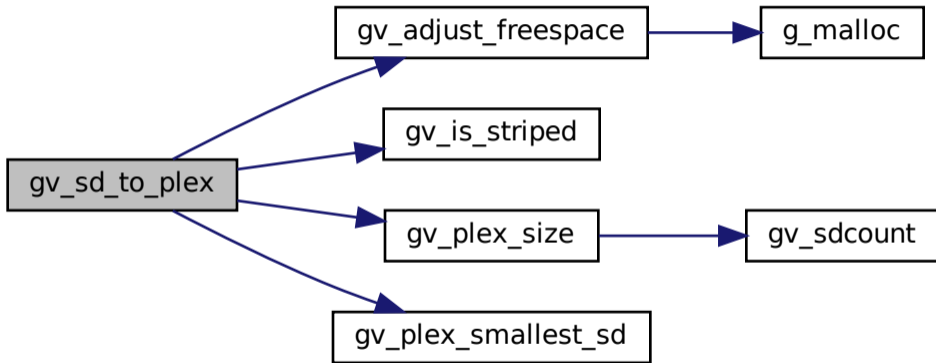 gv_adjust_freespace
g_malloc
gv_is_striped
gv_sd_to_plex
gv_plex_size
gv_sdcount
gv_plex_smallest_sd